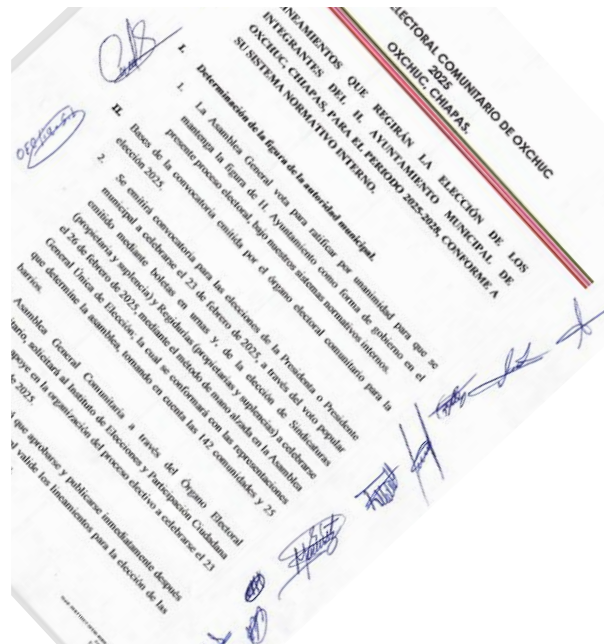 ELECTORAL COMUNITARIO DE OXCHUC
2025
OXCHUC, CHIAPAS.
LINEAMIENTOS QUE REGIRÁN LA ELECCIÓN DE LOS
INTEGRANTES DEL H. AYUNTAMIENTO MUNICIPAL DE
OXCHUC, CHIAPAS, PARA EL PERIODO 2025-2028, CONFORME A
SU SISTEMA NORMATIVO INTERNO.
I. Determinación de la figura de la autoridad municipal.
1. La Asamblea General vota para ratificar por unanimidad para que se
mantenga la figura de H. Ayuntamiento como forma de gobierno en el
presente proceso electoral, bajo nuestros sistemas normativos internos.
II. Bases de la convocatoria emitida por el órgano electoral comunitario para la
elección 2025.
2. Se emitirá convocatoria para las elecciones de la Presidenta o Presidente
municipal a celebrarse el 23 de febrero de 2025, a través del voto popular
emitido mediante boletas en urnas y, de la elección de Sindicaturas
(propietaria y suplencia) y Regidurías (propietarias y suplencias) a celebrarse
el 26 de febrero de 2025, mediante el método de mano alzada en la Asamblea
General Única de Elección, la cual se conformará con las representaciones
que determine la asamblea, tomando en cuenta las 142 comunidades y 25
barrios.
Asamblea General Comunitaria a través del Órgano Electoral
solicitará al Instituto de Elecciones y Participación Ciudadana
apoye en la organización del proceso electivo a celebrarse el 23
de 2025.
que aprobarse y publicarse inmediatamente después
valide los lineamientos para la elección de las